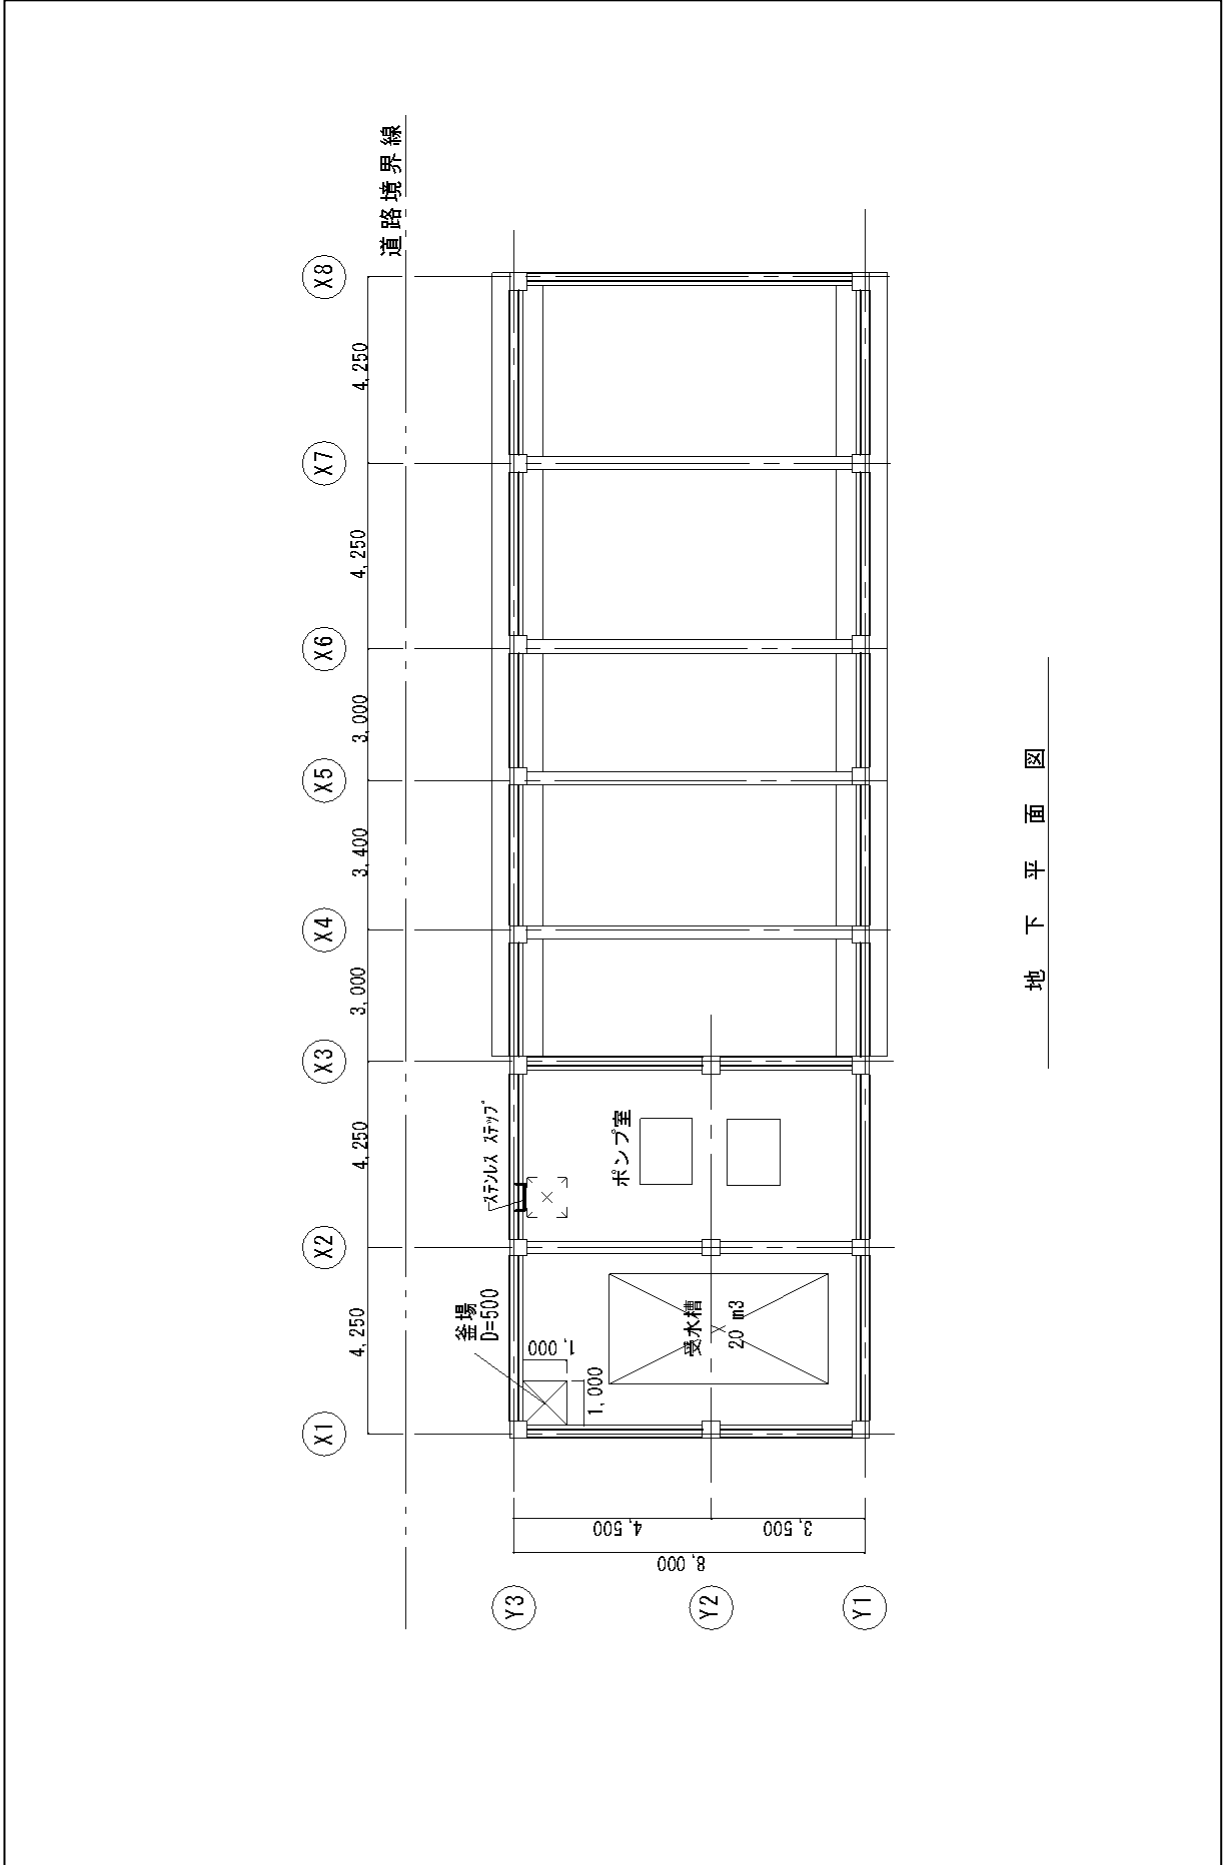 道路境界線
X1
X2
X3
X4
X5
X6
X7
X8
4,250
4,250
3,000
3,400
3,000
4,250
4,250
釜場
D=500
ステンレス ステップ
1,000
1,000
受水槽
20 m3
ポンプ室
4,500
3,500
8,000
Y3
Y2
Y1
地下平面図